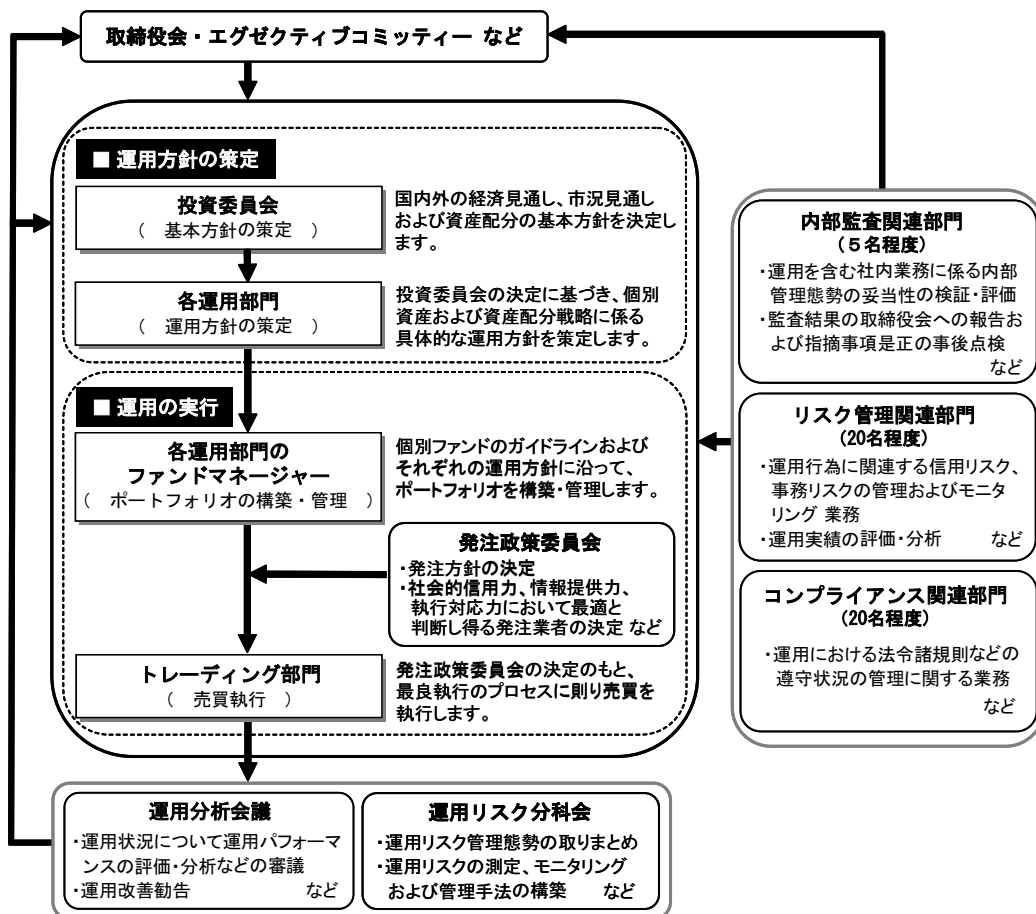 取締役会・エグゼクティブコミッティー など
■ 運用方針の策定
投資委員会
（ 基本方針の策定 ）
国内外の経済見通し、市況見通し
および資産配分の基本方針を決定し
ます。
各運用部門
（ 運用方針の策定 ）
投資委員会の決定に基づき、個別
資産および資産配分戦略に係る
具体的な運用方針を策定します。
■ 運用の実行
各運用部門の
ファンドマネージャー
（ ポートフォリオの構築・管理 ）
個別ファンドのガイドラインおよび
それぞれの運用方針に沿って、
ポートフォリオを構築・管理します。
発注政策委員会
・発注方針の決定
・社会的信用力、情報提供力、
執行対応力において最適と
判断し得る発注業者の決定 など
トレーディング部門
（ 売買執行 ）
発注政策委員会の決定のもと、
最良執行のプロセスに則り売買を
執行します。
内部監査関連部門
（５名程度）
・運用を含む社内業務に係る内部
管理態勢の妥当性の検証・評価
・監査結果の取締役会への報告お
よび指摘事項是正の事後点検
など
リスク管理関連部門
（20名程度）
・運用行為に関連する信用リスク、
事務リスクの管理およびモニタ
リング 業務
・運用実績の評価・分析 など
コンプライアンス関連部門
（20名程度）
・運用における法令諸規則などの
遵守状況の管理に関する業務
など
運用分析会議
・運用状況について運用パフォーマ
ンスの評価・分析などの審議
・運用改善勧告 など
運用リスク分科会
・運用リスク管理態勢の取りまとめ
・運用リスクの測定、モニタリング
および管理手法の構築 など